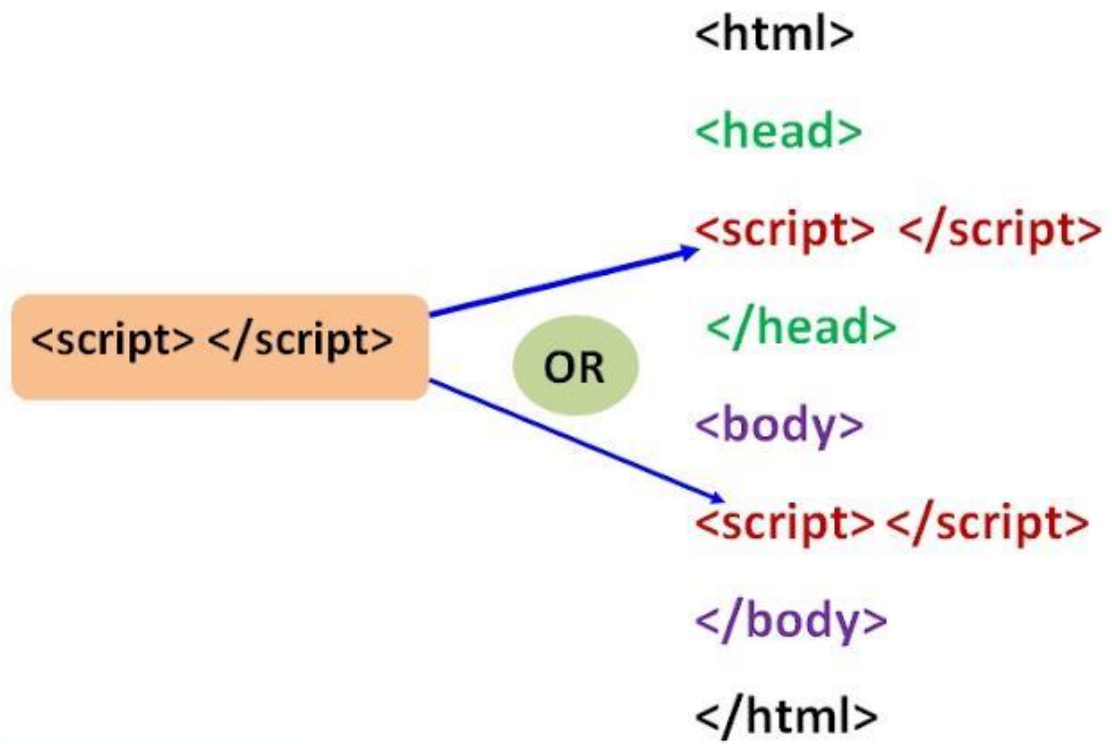 <html>
<head>
<script> </script>
</head>
<script> </script>
OR
<body>
<script> </script>
</body>
</html>